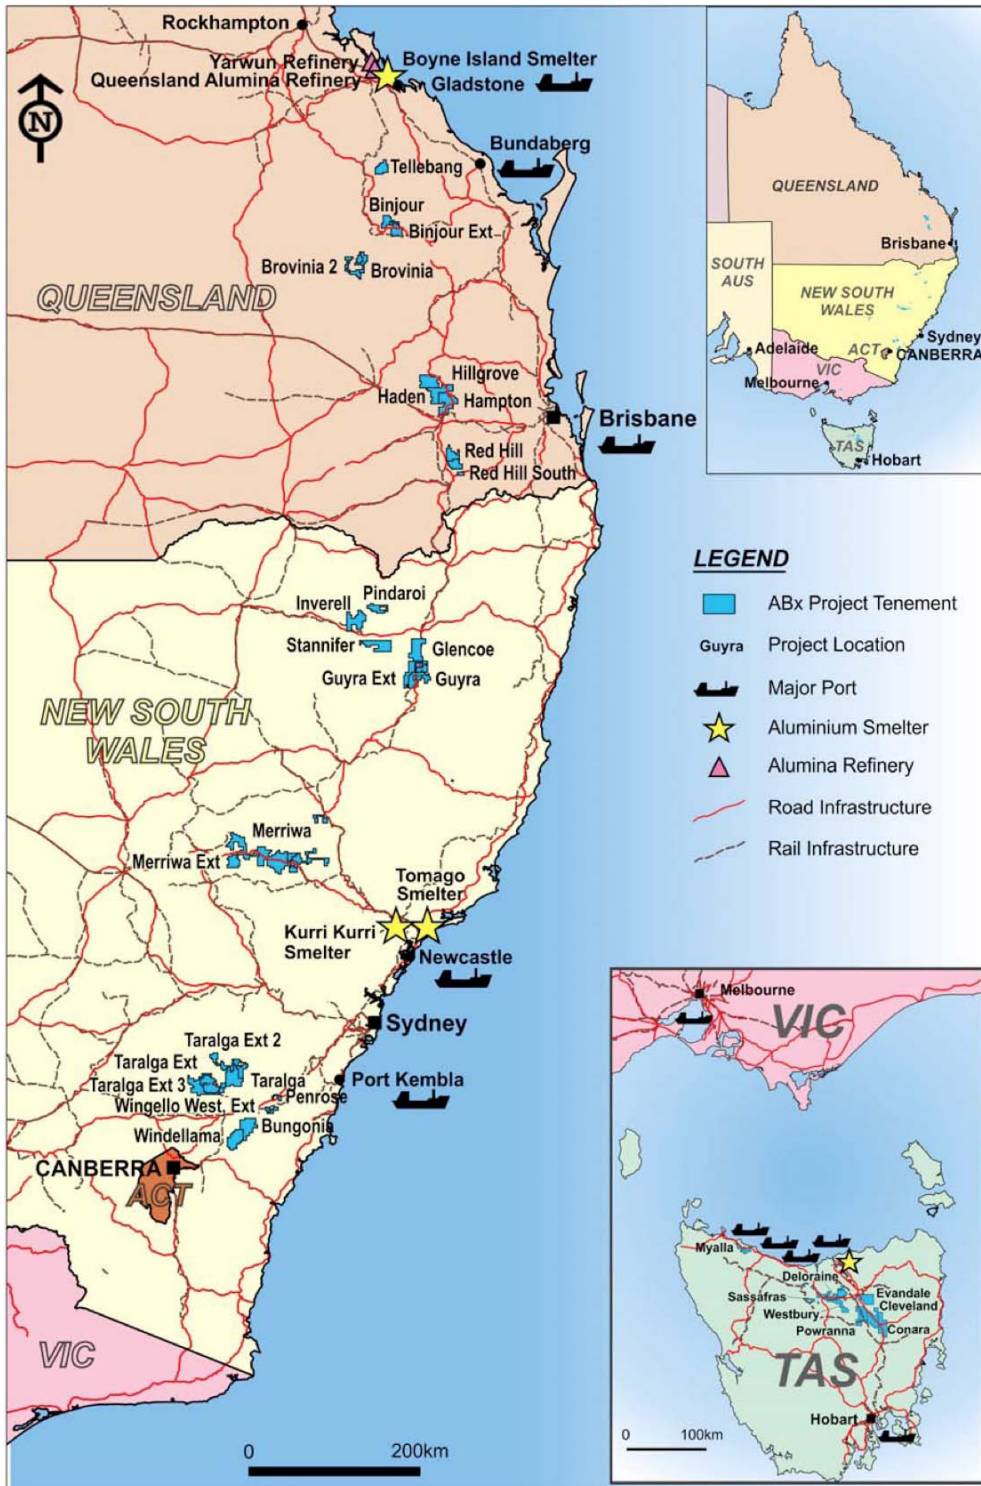 Rockhampton
Yarwun Refinery
Queensland Alumina Refinery
Boyne Island Smelter
Gladstone
N
Bundaberg
Tellebang
Binjour
Binjour Ext
Brovinia 2
Brovinia
QUEENSLAND
Hillgrove
Haden
Hampton
Brisbane
Red Hill
Red Hill South
Pindaroi
Inverell
Stannifer
Glencoe
Guyra Ext
Guyra
NEW SOUTH
WALES
Merriwa
Merriwa Ext
Tomago
Smelter
Kurri Kurri
Smelter
Newcastle
Sydney
Taralga Ext 2
Taralga Ext
Taralga Ext 3
Taralga
Wingello West, Ext
Penrose
Port Kembla
Windellama
Bungonia
CANBERRA
ACT
VIC
0
200km
QUEENSLAND
Brisbane
SOUTH
AUS
NEW SOUTH
WALES
Sydney
Adelaide
ACT
CANBERRA
VIC
Melbourne
TAS
Hobart
LEGEND
ABx Project Tenement
Guyra
Project Location
Major Port
Aluminium Smelter
Alumina Refinery
Road Infrastructure
Rail Infrastructure
Melbourne
VIC
Myalla
Deloraine
Sassafras
Evandale
Cleveland
Westbury
Powranna
Conara
TAS
Hobart
0
100km